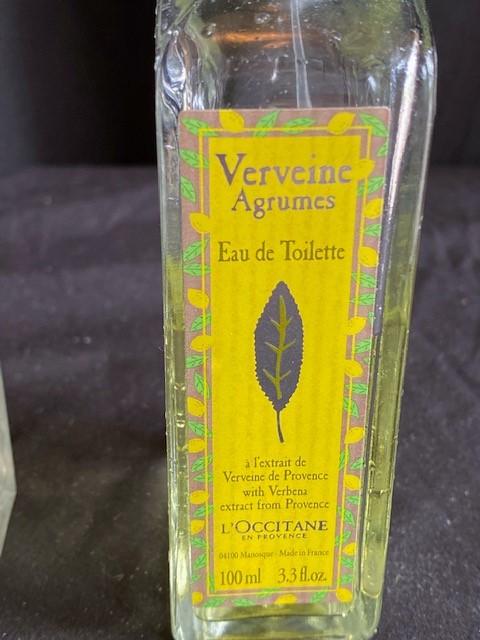 Verveine
Agrumes
Eau de Toilette
à l'extrait de
Verveine de Provence
with Verbena
extract from Provence
L'OCCITANE
EN PROVENCE
04100 Manosque - Made in France
100 ml 3.3 fl.oz.